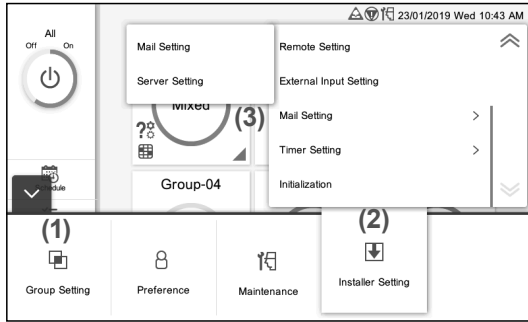 23/01/2019 Wed 10:43 AM
All
Off
On
Mail Setting
Server Setting
Remote Setting
External Input Setting
Mail Setting >
Timer Setting >
Initialization
Mixed
(3)
?
Schedule
Group-04
(1)
(2)
Group Setting
Preference
Maintenance
Installer Setting